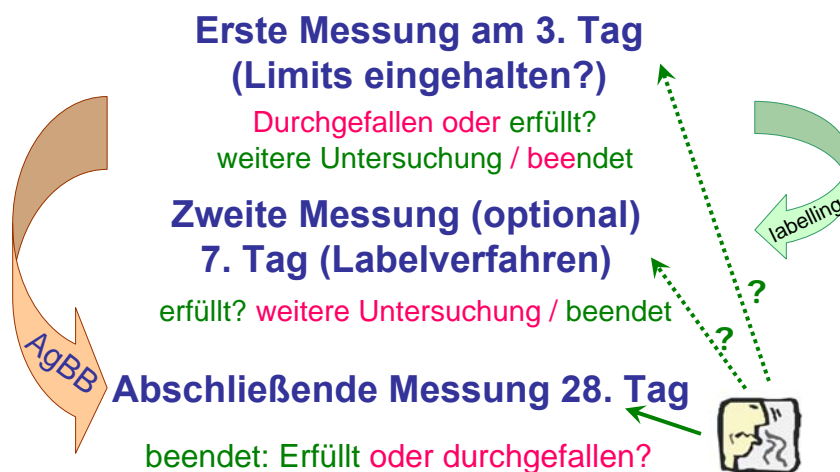 Erste Messung am 3. Tag
(Limits eingehalten?)
Durchgefallen oder erfüllt?
weitere Untersuchung / beendet
labelling
Zweite Messung (optional)
7. Tag (Labelverfahren)
?
erfüllt? weitere Untersuchung / beendet
?
AgBB
Abschließende Messung 28. Tag
beendet: Erfüllt oder durchgefallen?